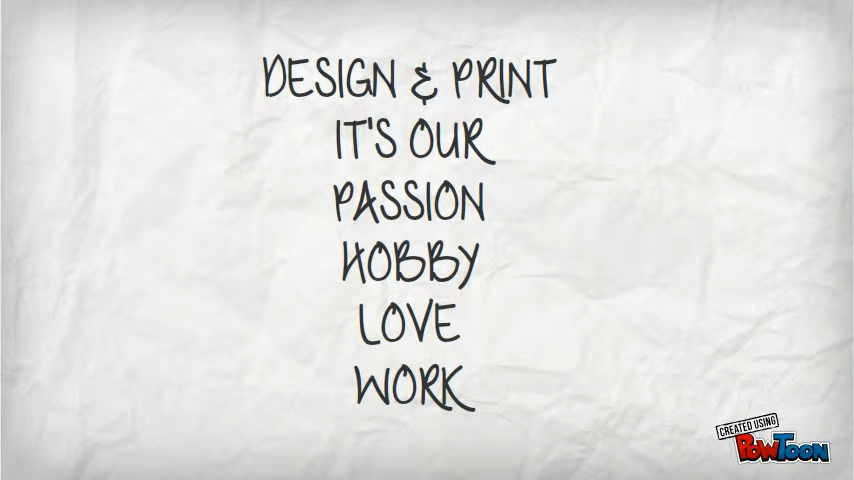 DESIGN & PRINT
IT'S OUR
PASSION
HOBBY
LOVE
WORK
CREATED USING
POWTOON